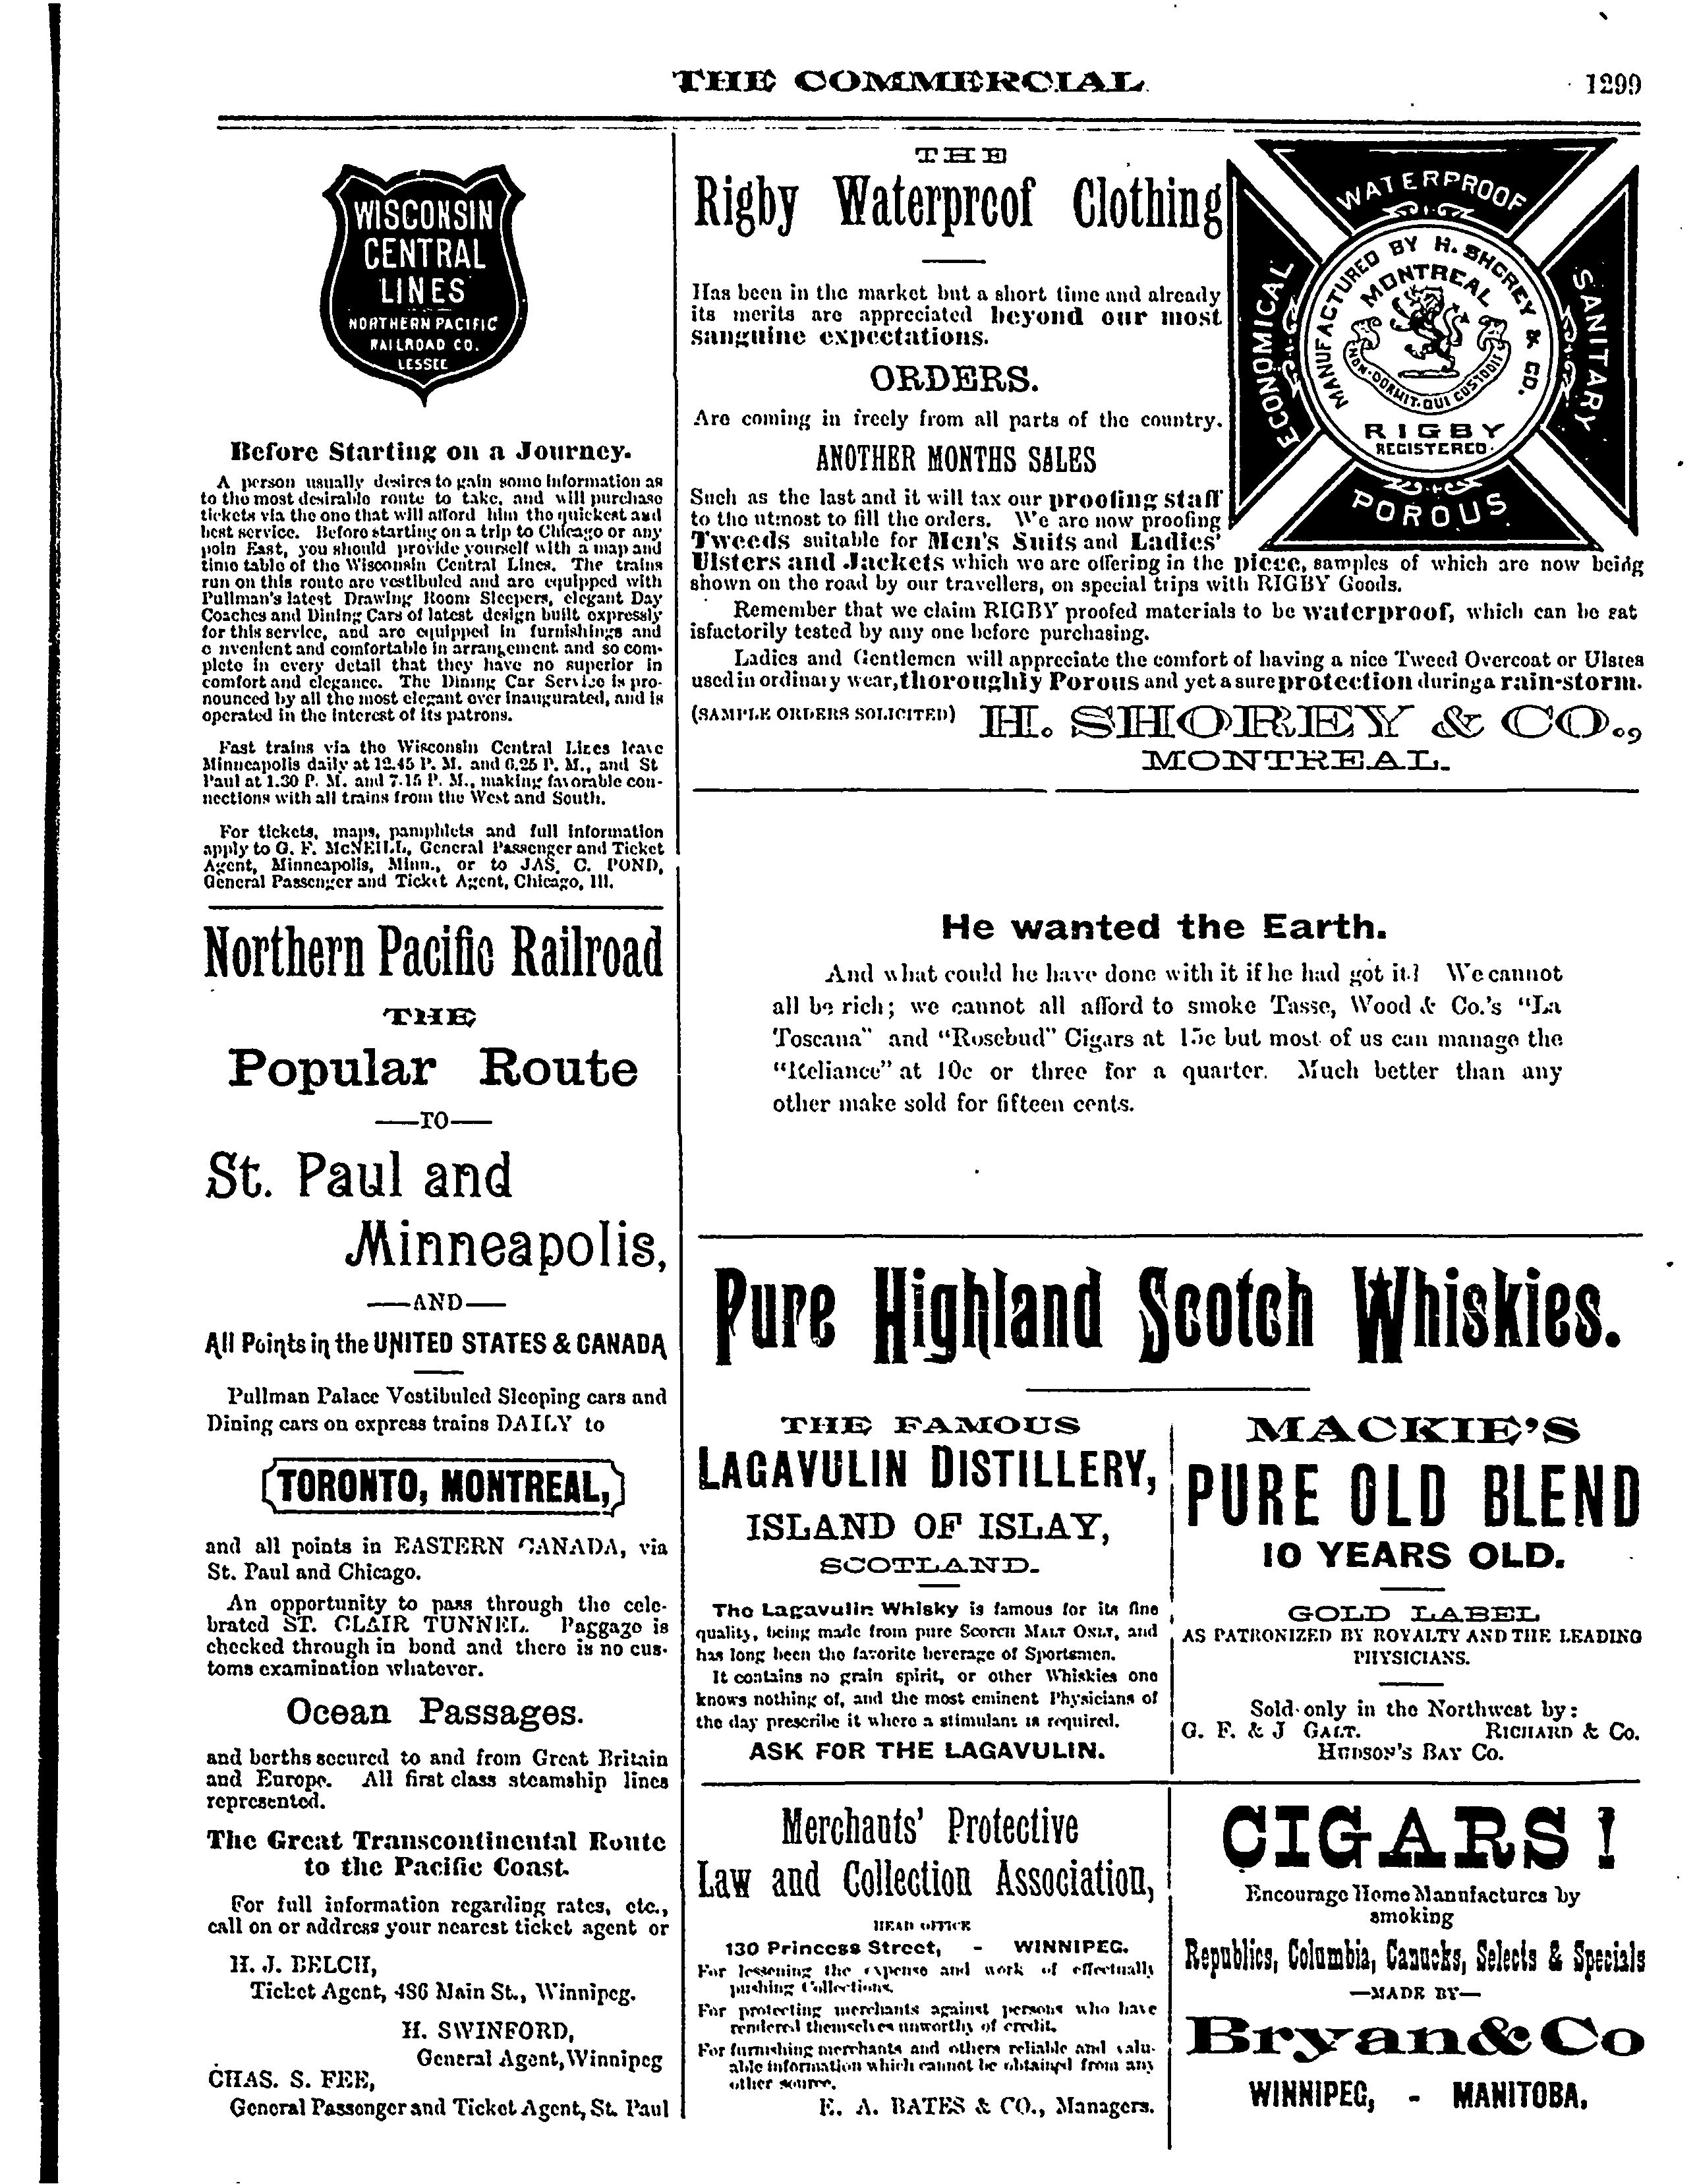 THE COMMERCIAL.
1299
WISCONSIN
CENTRAL
LINES
NORTHERN PACIFIC
RAILROAD CO.
LESSEE
Before Starting on a Journey.
A person usually desires to gain some information as
to the most desirable route to take, and will purchase
tickets via the one that will afford him the quickest and
best service. Before starting on a trip to Chicago or any
poin East, you should provide yourself with a map and
time table of the Wisconsin Central Lines. The trains
run on this route are vestibuled and are equipped with
Pullman's latest Drawing Room Sleepers, elegant Day
Coaches and Dining Cars of latest design built expressly
for this service, and are equipped in furnishings and
c nvenient and comfortable in arrangement and so com-
plete in every detail that they have no superior in
comfort and elegance. The Dining Car Service is pro-
nounced by all the most elegant ever inaugurated, and is
operated in the interest of its patrons.
Fast trains via the Wisconsin Central Lines leave
Minneapolis daily at 12.45 P. M. and 6.25 P. M., and St
Paul at 1.30 P. M. and 7.15 P. M., making favorable con-
nections with all trains from the West and South.
For tickets, maps, pamphlets and full information
apply to G. F. McNEILL, General Passenger and Ticket
Agent, Minneapolis, Minn., or to JAS. C. POND,
General Passenger and Ticket Agent, Chicago, Ill.
Northern Pacific Railroad
THE
Popular Route
—TO—
St. Paul and
Minneapolis,
—AND—
All Points in the UNITED STATES & CANADA
Pullman Palace Vestibuled Sleeping cars and
Dining cars on express trains DAILY to
TORONTO, MONTREAL,
and all points in EASTERN CANADA, via
St. Paul and Chicago.
An opportunity to pass through the cele-
brated ST. CLAIR TUNNEL. Baggage is
checked through in bond and there is no cus-
toms examination whatever.
Ocean Passages.
and berths secured to and from Great Britain
and Europe. All first class steamship lines
represented.
The Great Transcontinental Route
to the Pacific Coast.
For full information regarding rates, etc.,
call on or address your nearest ticket agent or
H. J. BELCH,
Ticket Agent, 486 Main St., Winnipeg.
H. SWINFORD,
General Agent, Winnipeg
CHAS. S. FEE,
General Passenger and Ticket Agent, St. Paul
THE
Rigby Waterproof Clothing
Has been in the market but a short time and already
its merits are appreciated beyond our most
sanguine expectations.
ORDERS.
Are coming in freely from all parts of the country.
ANOTHER MONTHS SALES
Such as the last and it will tax our proofing staff
to the utmost to fill the orders. We are now proofing
Tweeds suitable for Men's Suits and Ladies'
Ulsters and Jackets which we are offering in the piece, samples of which are now being
shown on the road by our travellers, on special trips with RIGBY Goods.
Remember that we claim RIGBY proofed materials to be waterproof, which can be sat
isfactorily tested by any one before purchasing.
Ladies and Gentlemen will appreciate the comfort of having a nice Tweed Overcoat or Ulstes
used in ordinary wear, thoroughly Porous and yet a sure protection during a rain-storm.
(SAMPLE ORDERS SOLICITED) H. SHOREY & CO.,
MONTREAL.
WATERPROOF
ECONOMICAL
SANITARY
POROUS
MANUFACTURED BY H. SHOREY & CO.
MONTREAL
NON·DORMIT·QUI CUSTODIT
RIGBY
REGISTERED.
He wanted the Earth.
And what could he have done with it if he had got it? We cannot
all be rich; we cannot all afford to smoke Tasse, Wood & Co.'s "La
Toscana" and "Rosebud" Cigars at 15c but most of us can manage the
"Reliance" at 10c or three for a quarter. Much better than any
other make sold for fifteen cents.
Pure Highland Scotch Whiskies.
THE FAMOUS
LAGAVULIN DISTILLERY,
ISLAND OF ISLAY,
SCOTLAND.
The Lagavulin Whisky is famous for its fine
quality, being made from pure SCOTCH MALT ONLY, and
has long been the favorite beverage of Sportsmen.
It contains no grain spirit, or other Whiskies one
knows nothing of, and the most eminent Physicians of
the day prescribe it where a stimulant is required.
ASK FOR THE LAGAVULIN.
MACKIE'S
PURE OLD BLEND
10 YEARS OLD.
GOLD LABEL
AS PATRONIZED BY ROYALTY AND THE LEADING
PHYSICIANS.
Sold only in the Northwest by:
G. F. & J GALT. RICHARD & Co.
HUDSON'S BAY Co.
Merchants' Protective
Law and Collection Association,
HEAD OFFICE
130 Princess Street, - WINNIPEG.
For lessening the expense and work of effectually
pushing Collections.
For protecting merchants against persons who have
rendered themselves unworthy of credit.
For furnishing merchants and others reliable and valu-
able information which cannot be obtained from any
other source.
E. A. BATES & CO., Managers.
CIGARS!
Encourage Home Manufactures by
smoking
Republics, Columbia, Canucks, Selects & Specials
—MADE BY—
Bryan & Co
WINNIPEG, - MANITOBA.